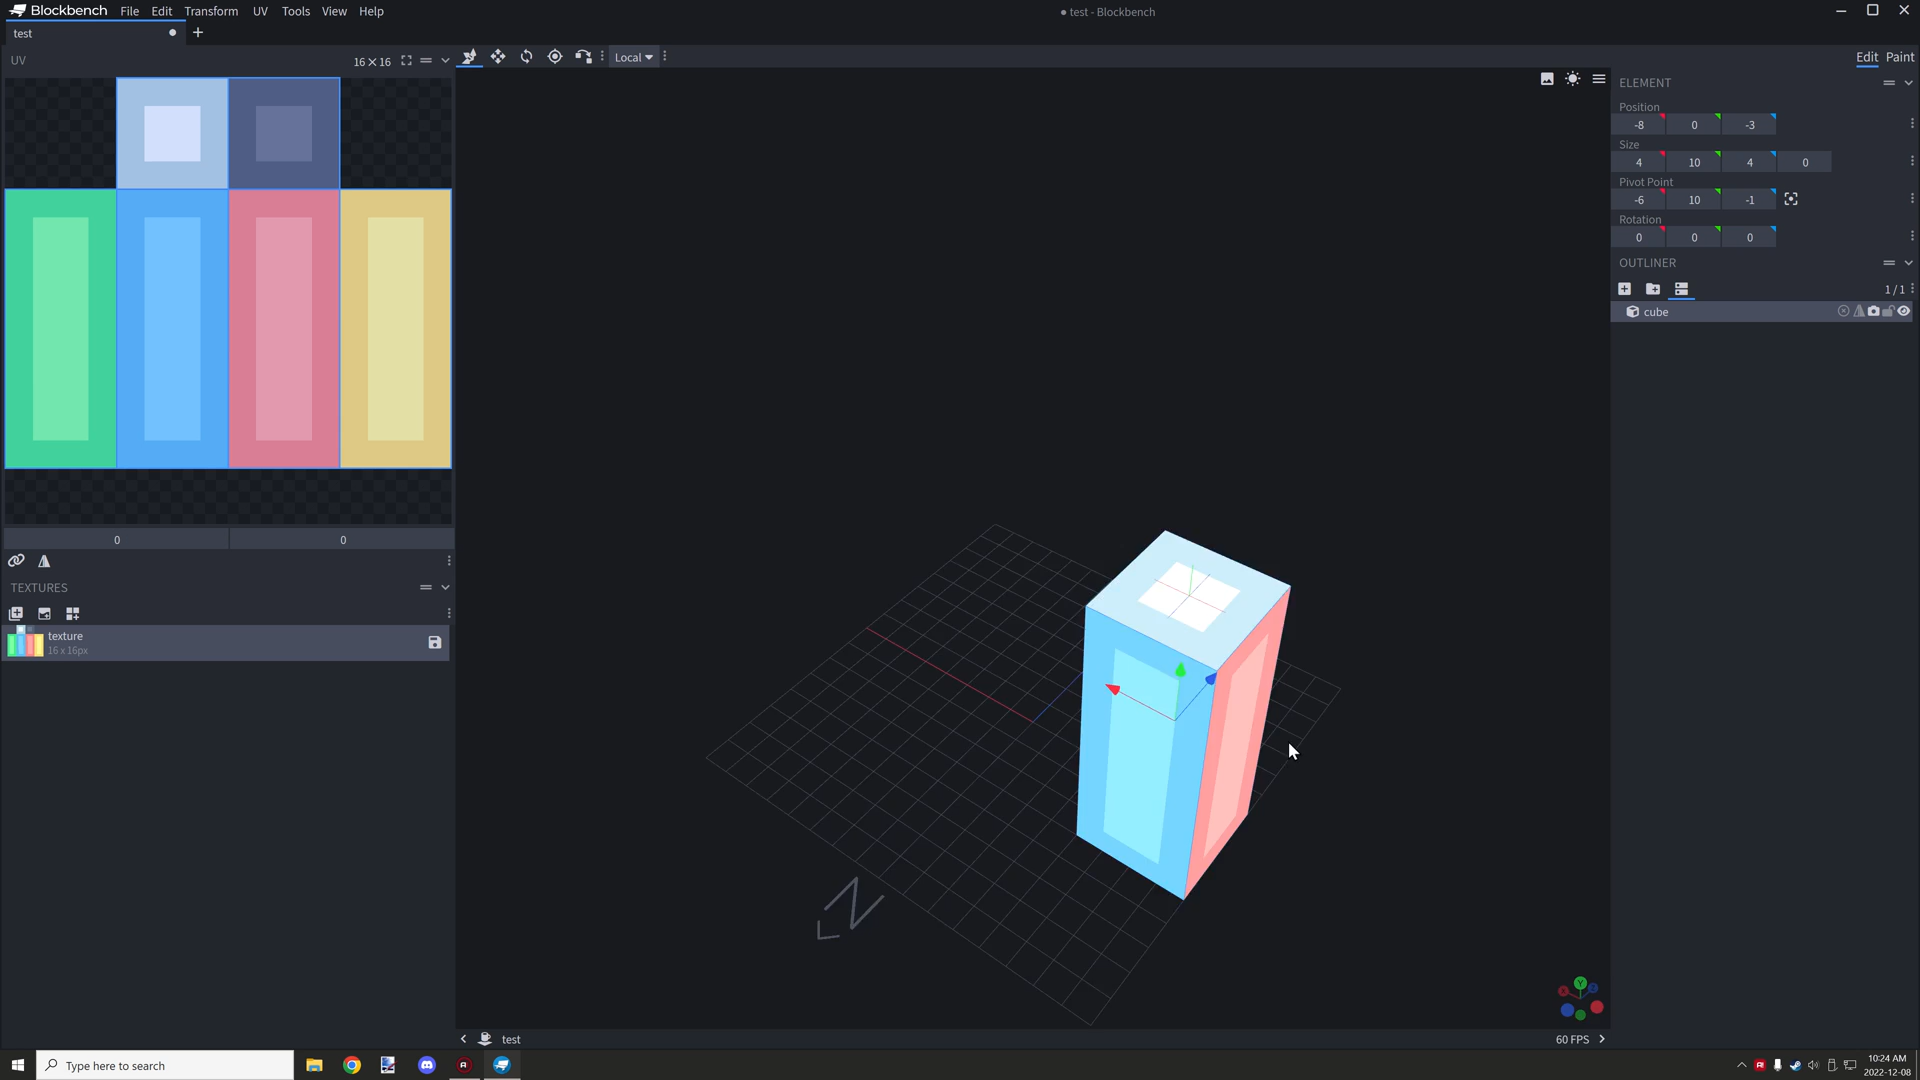 Blockbench File Edit Transform UV Tools View Help
● test - Blockbench
test
UV
16×16
Local
Edit Paint
ELEMENT
Position
-8 0 -3
Size
4 10 4 0
Pivot Point
-6 10 -1
Rotation
0 0 0
OUTLINER
1/1
cube
0 0
TEXTURES
texture
16 x 16px
N
Y
test
60 FPS
Type here to search
10:24 AM
2022-12-08